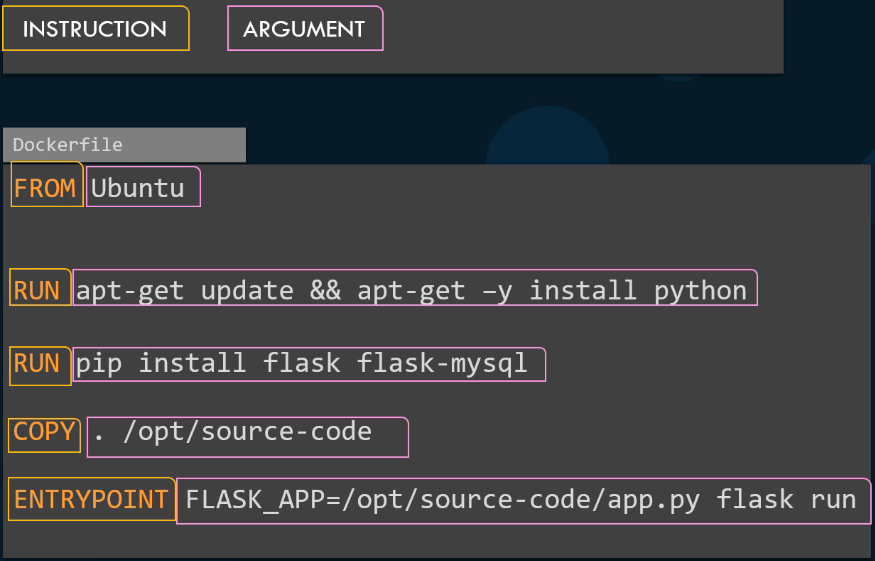 INSTRUCTION ARGUMENT
Dockerfile
FROM Ubuntu
RUN apt-get update && apt-get –y install python
RUN pip install flask flask-mysql
COPY . /opt/source-code
ENTRYPOINT FLASK_APP=/opt/source-code/app.py flask run